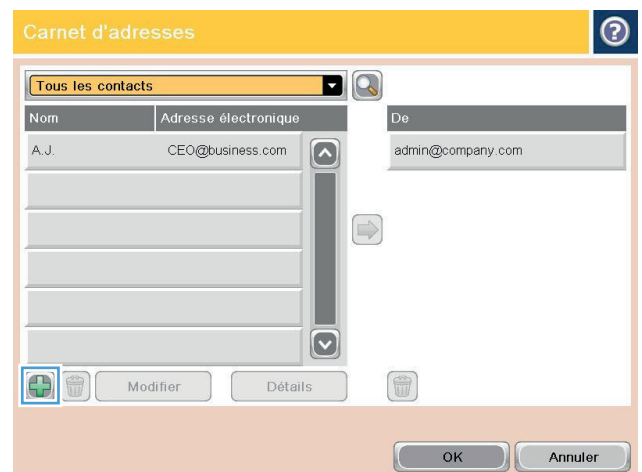 Carnet d'adresses
Tous les contacts
Nom Adresse électronique De
A.J. CEO@business.com admin@company.com
Modifier Détails
OK Annuler